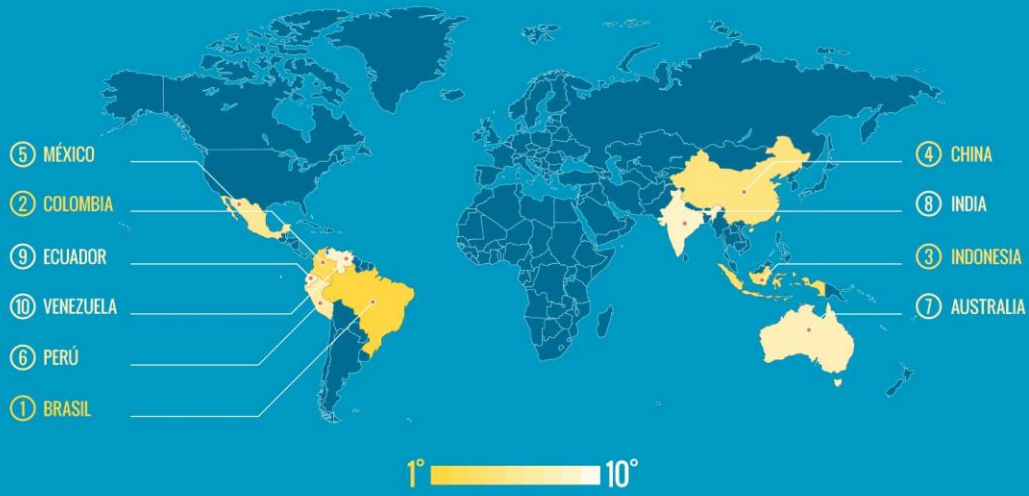 ⑤ MÉXICO
② COLOMBIA
⑨ ECUADOR
⑩ VENEZUELA
⑥ PERÚ
① BRASIL
④ CHINA
⑧ INDIA
③ INDONESIA
⑦ AUSTRALIA
1° 10°